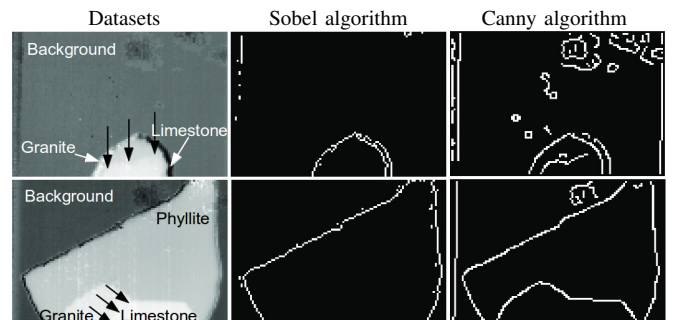 Datasets Sobel algorithm Canny algorithm
Background
Limestone
Granite
Background
Phyllite
Granite Limestone